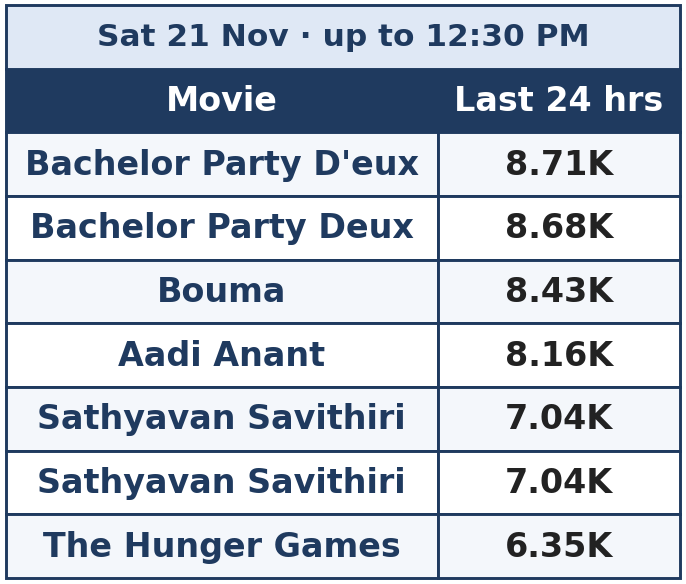 Sat 21 Nov · up to 12:30 PM
Movie Last 24 hrs
Bachelor Party D'eux 8.71K
Bachelor Party Deux 8.68K
Bouma 8.43K
Aadi Anant 8.16K
Sathyavan Savithiri 7.04K
Sathyavan Savithiri 7.04K
The Hunger Games 6.35K